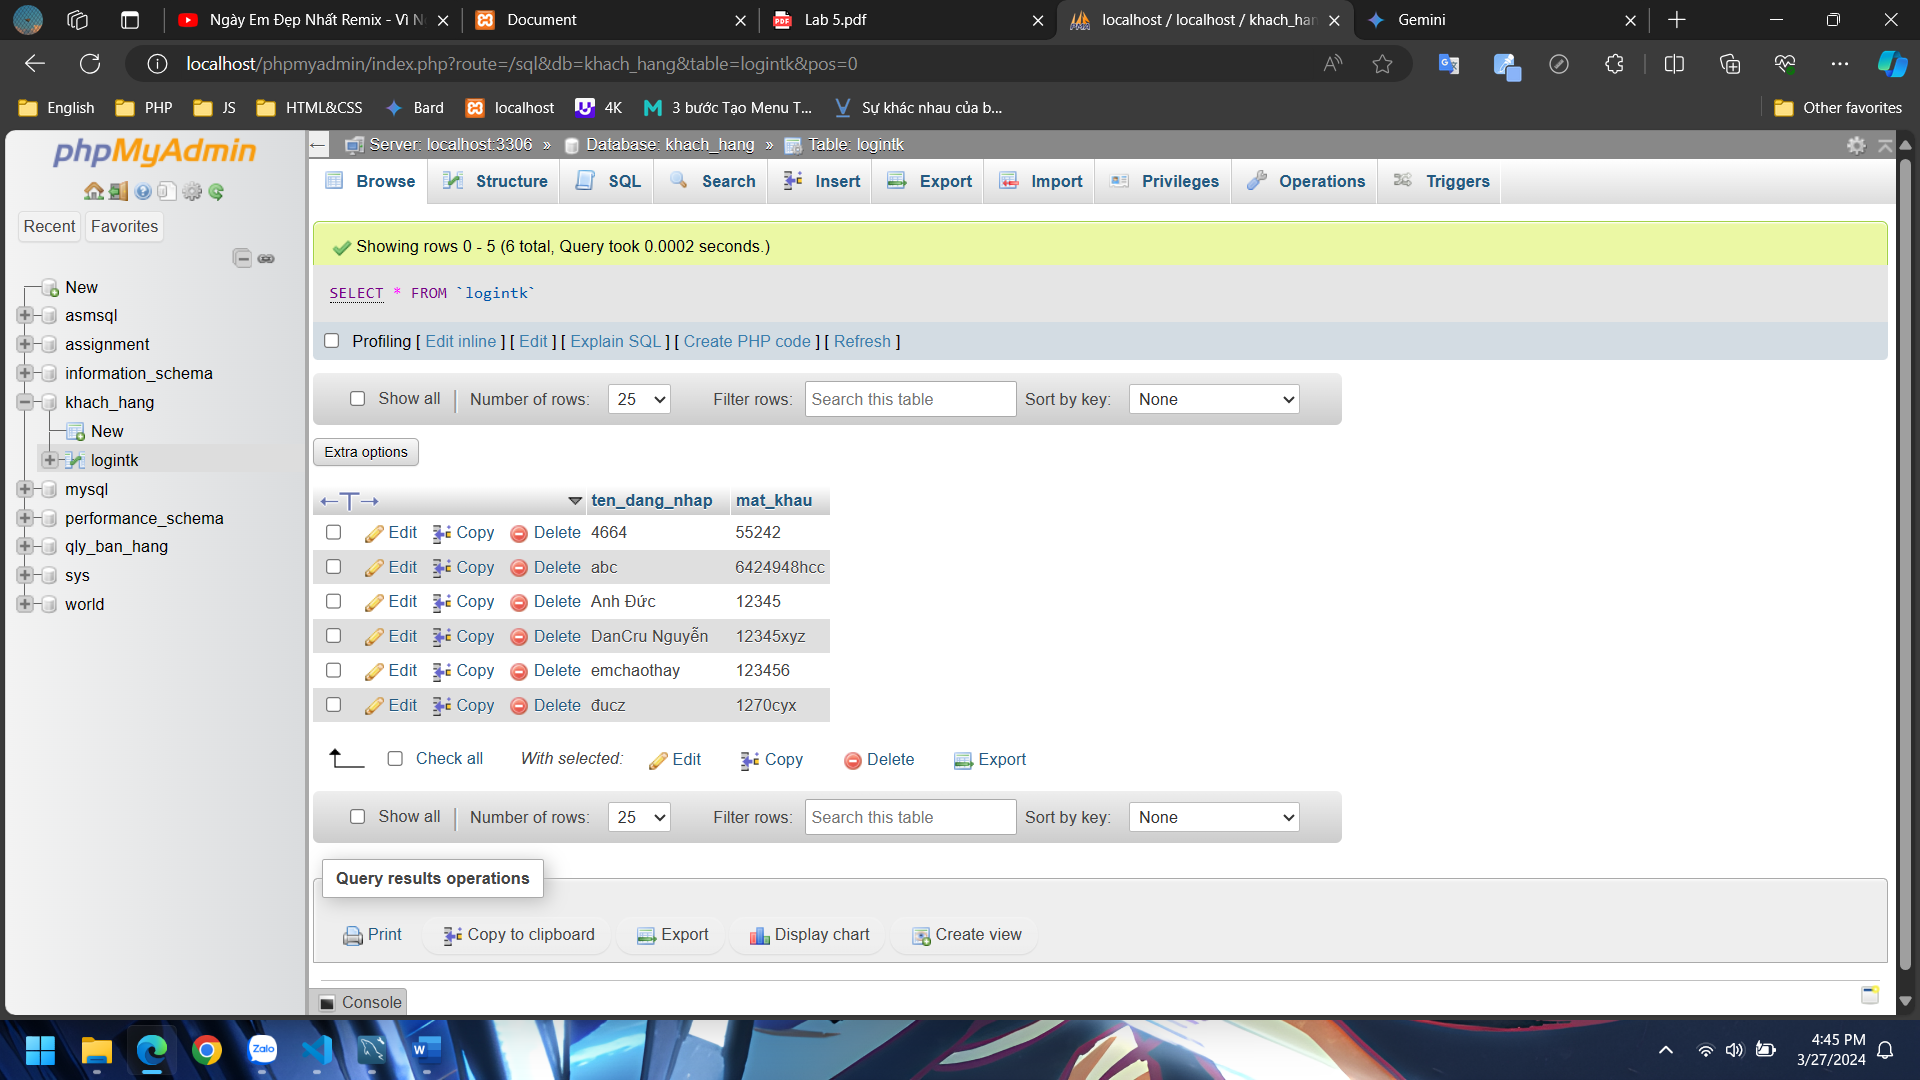 Ngày Em Đẹp Nhất Remix - Vì N
Document
Lab 5.pdf
localhost / localhost / khach_han
Gemini
localhost/phpmyadmin/index.php?route=/sql&db=khach_hang&table=logintk&pos=0
English PHP JS HTML&CSS Bard localhost 4K 3 bước Tạo Menu T... Sự khác nhau của b... Other favorites
phpMyAdmin
Recent Favorites
New
asmsql
assignment
information_schema
khach_hang
New
logintk
mysql
performance_schema
qly_ban_hang
sys
world
Server: localhost:3306 » Database: khach_hang » Table: logintk
Browse Structure SQL Search Insert Export Import Privileges Operations Triggers
Showing rows 0 - 5 (6 total, Query took 0.0002 seconds.)
SELECT * FROM `logintk`
Profiling [ Edit inline ] [ Edit ] [ Explain SQL ] [ Create PHP code ] [ Refresh ]
Show all | Number of rows: 25 Filter rows: Search this table Sort by key: None
Extra options
←T→ ten_dang_nhap mat_khau
Edit Copy Delete 4664 55242
Edit Copy Delete abc 6424948hcc
Edit Copy Delete Anh Đức 12345
Edit Copy Delete DanCru Nguyễn 12345xyz
Edit Copy Delete emchaothay 123456
Edit Copy Delete đucz 1270cyx
Check all With selected: Edit Copy Delete Export
Show all | Number of rows: 25 Filter rows: Search this table Sort by key: None
Query results operations
Print Copy to clipboard Export Display chart Create view
Console
Zalo
4:45 PM
3/27/2024